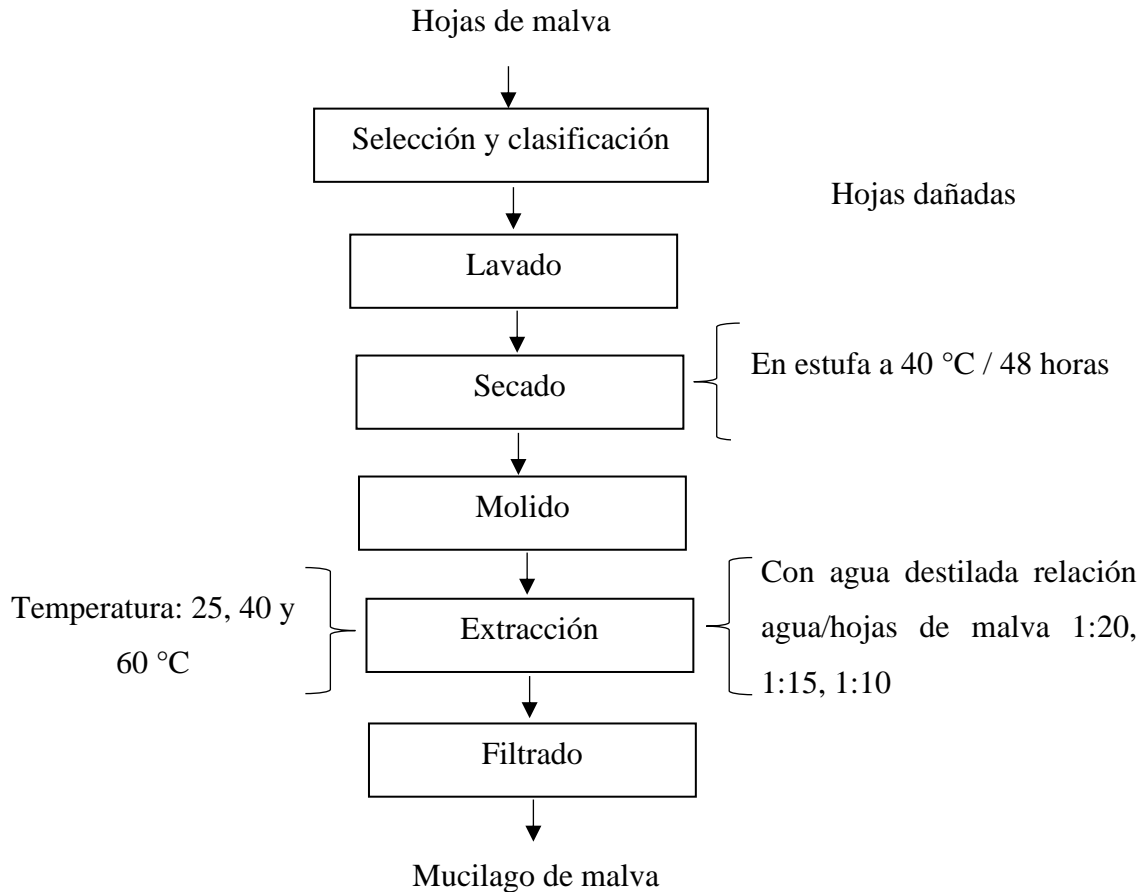 Hojas de malva
Selección y clasificación
Hojas dañadas
Lavado
Secado
En estufa a 40 °C / 48 horas
Molido
Temperatura: 25, 40 y
60 °C
Extracción
Con agua destilada relación
agua/hojas de malva 1:20,
1:15, 1:10
Filtrado
Mucilago de malva